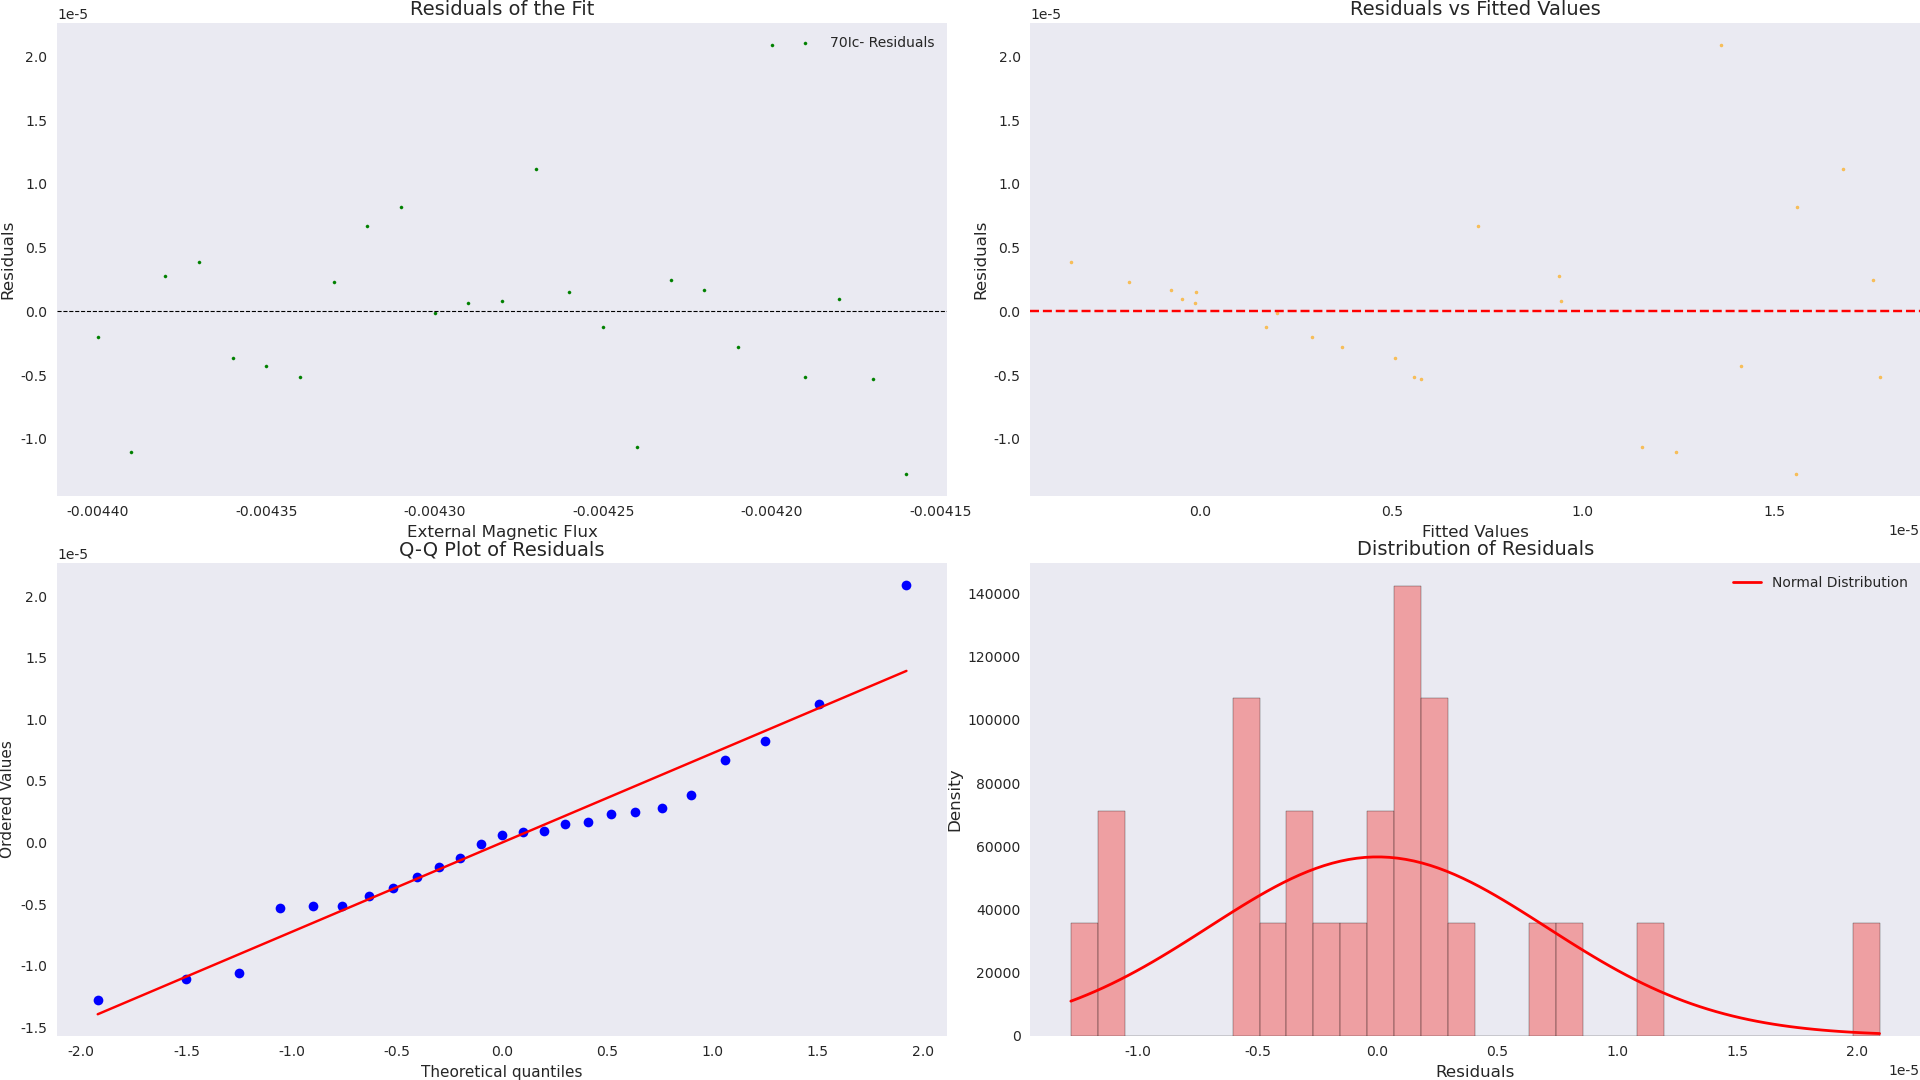 Residuals of the Fit
1e-5
70Ic- Residuals
2.0
1.5
1.0
0.5
0.0
-0.5
-1.0
Residuals
-0.00440 -0.00435 -0.00430 -0.00425 -0.00420 -0.00415
External Magnetic Flux
Residuals vs Fitted Values
1e-5
2.0
1.5
1.0
0.5
0.0
-0.5
-1.0
Residuals
0.0 0.5 1.0 1.5
1e-5
Fitted Values
Q-Q Plot of Residuals
1e-5
2.0
1.5
1.0
0.5
0.0
-0.5
-1.0
-1.5
Ordered Values
-2.0 -1.5 -1.0 -0.5 0.0 0.5 1.0 1.5 2.0
Theoretical quantiles
Distribution of Residuals
Normal Distribution
140000
120000
100000
80000
60000
40000
20000
0
Density
-1.0 -0.5 0.0 0.5 1.0 1.5 2.0
1e-5
Residuals